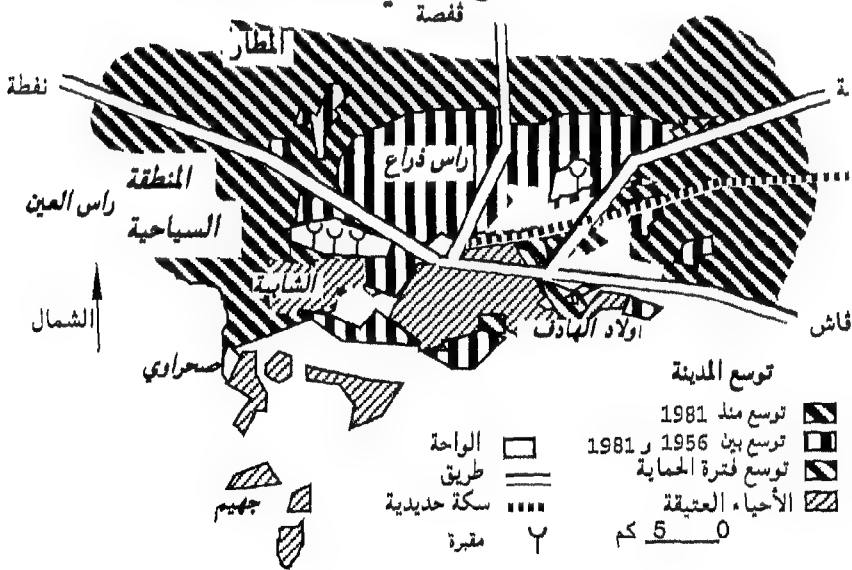 قفصة
المطار
نفطة
راس ذراع
المنطقة
السياحية
راس العين
الشابية
الشمال
اولاد الهادف
صحراوي
جهيم
توسع المدينة
توسع منذ 1981
توسع بين 1956 و 1981
توسع فترة الحماية
الأحياء العتيقة
الواحة
طريق
سكة حديدية
مقبرة
0 5 كم